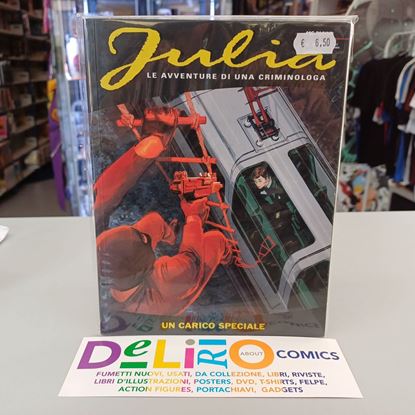 Julia
€ 6,50
LE AVVENTURE DI UNA CRIMINOLOGA
UN CARICO SPECIALE
DeLiRiO ABOUT COMICS
FUMETTI NUOVI, USATI, DA COLLEZIONE, LIBRI, RIVISTE,
LIBRI D'ILLUSTRAZIONI, POSTERS, DVD, T-SHIRTS, FELPE,
ACTION FIGURES, PORTACHIAVI, GADGETS